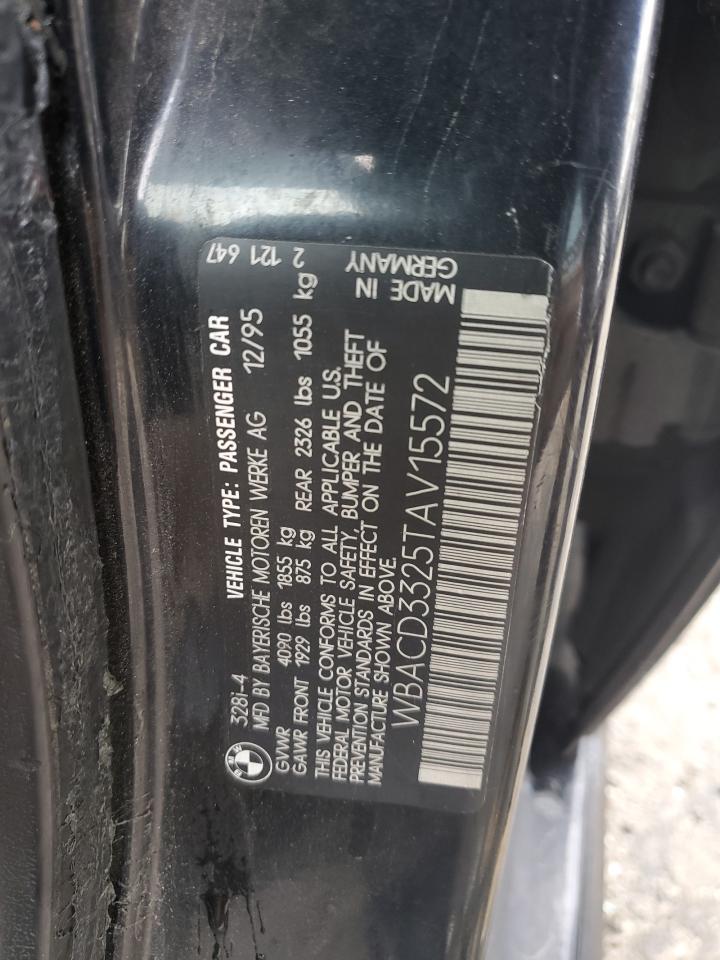 328i-4 VEHICLE TYPE: PASSENGER CAR 2 121 647
MFD BY BAYERISCHE MOTOREN WERKE AG 12/95
GVWR 4090 lbs 1855 kg
GAWR FRONT 1929 lbs 875 kg REAR 2326 lbs 1055 kg
THIS VEHICLE CONFORMS TO ALL APPLICABLE U.S.
FEDERAL MOTOR VEHICLE SAFETY, BUMPER AND THEFT
PREVENTION STANDARDS IN EFFECT ON THE DATE OF
MANUFACTURE SHOWN ABOVE.
MADE IN
GERMANY
WBACD3325TAV15572